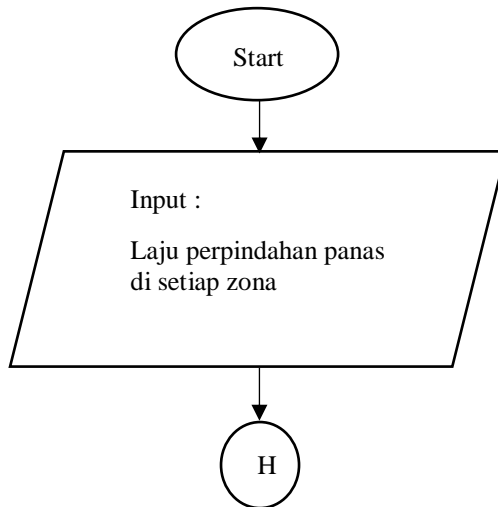 Start
Input :
Laju perpindahan panas
di setiap zona
H